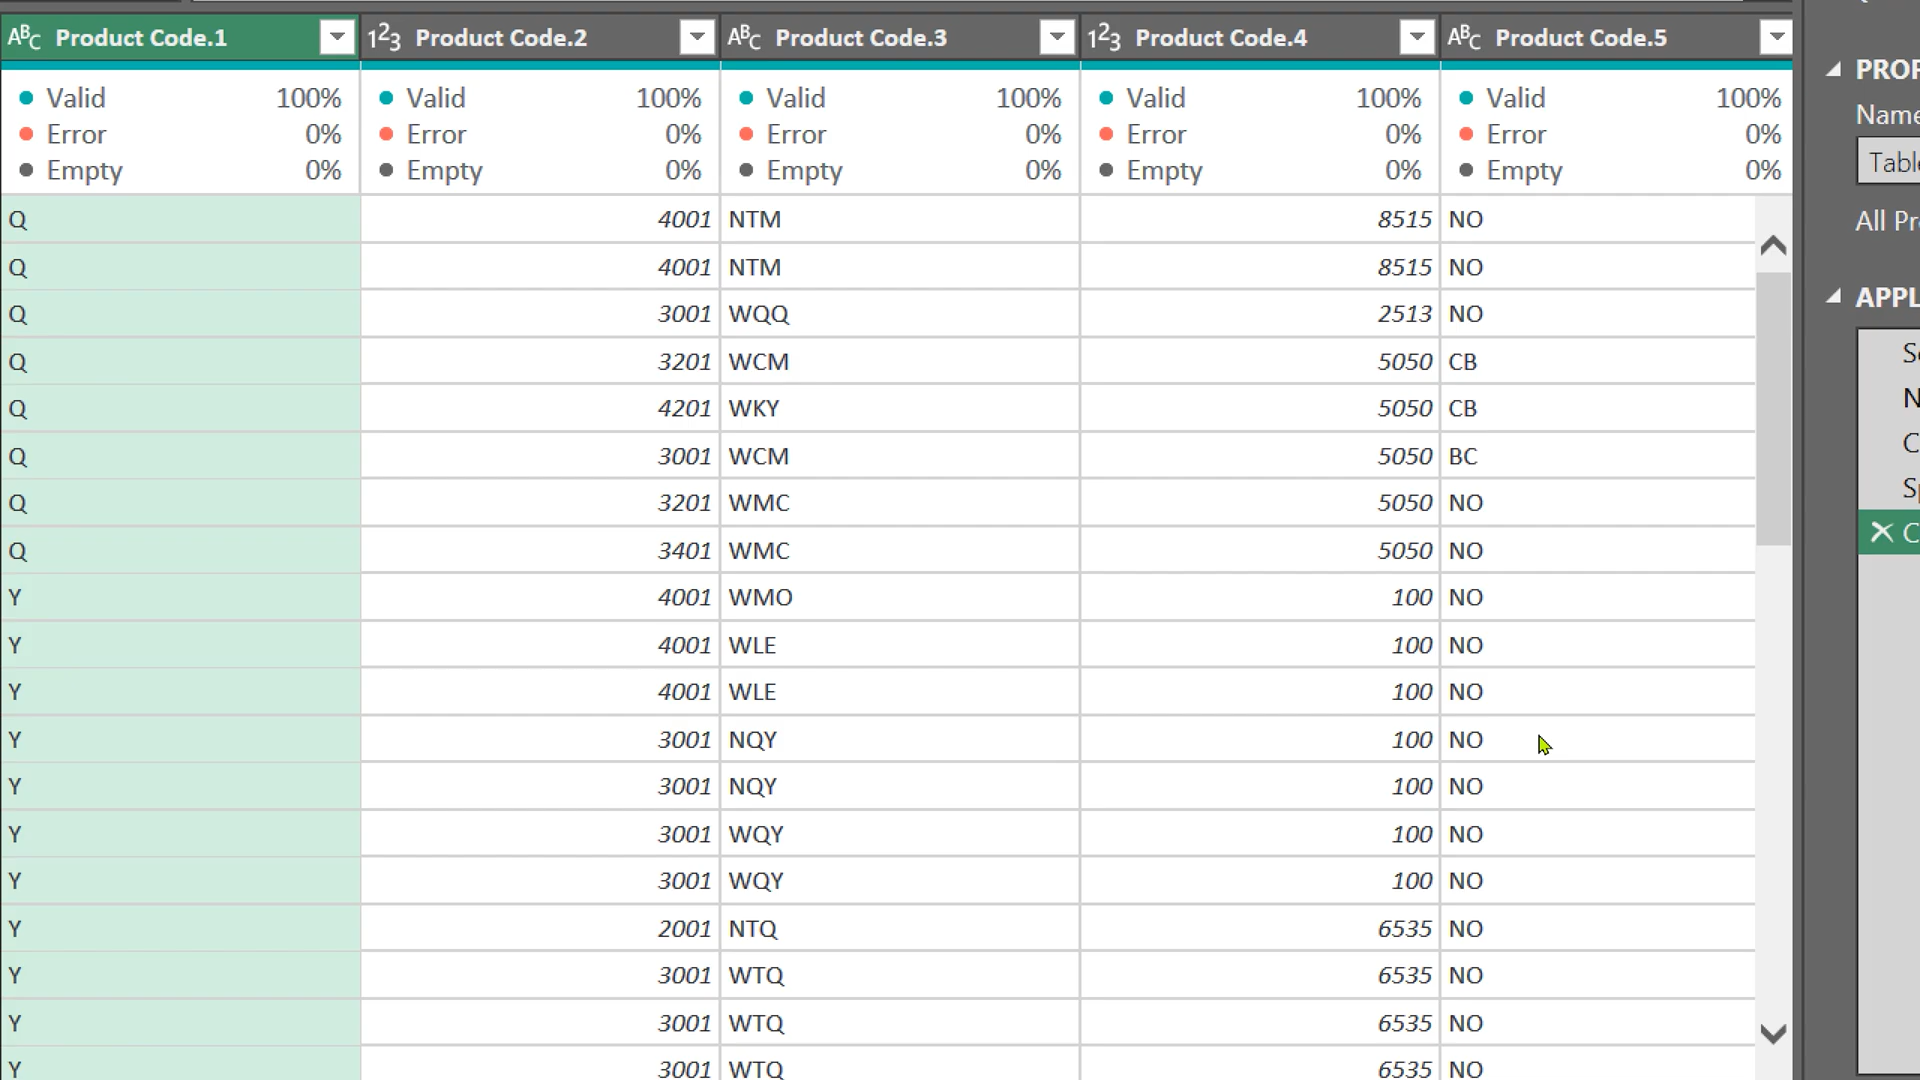 ABC Product Code.1 123 Product Code.2 ABC Product Code.3 123 Product Code.4 ABC Product Code.5
Valid 100% Valid 100% Valid 100% Valid 100% Valid 100%
Error 0% Error 0% Error 0% Error 0% Error 0%
Empty 0% Empty 0% Empty 0% Empty 0% Empty 0%
Q 4001 NTM 8515 NO
Q 4001 NTM 8515 NO
Q 3001 WQQ 2513 NO
Q 3201 WCM 5050 CB
Q 4201 WKY 5050 CB
Q 3001 WCM 5050 BC
Q 3201 WMC 5050 NO
Q 3401 WMC 5050 NO
Y 4001 WMO 100 NO
Y 4001 WLE 100 NO
Y 4001 WLE 100 NO
Y 3001 NQY 100 NO
Y 3001 NQY 100 NO
Y 3001 WQY 100 NO
Y 3001 WQY 100 NO
Y 2001 NTQ 6535 NO
Y 3001 WTQ 6535 NO
Y 3001 WTQ 6535 NO
Y 3001 WTQ 6535 NO
Name
All